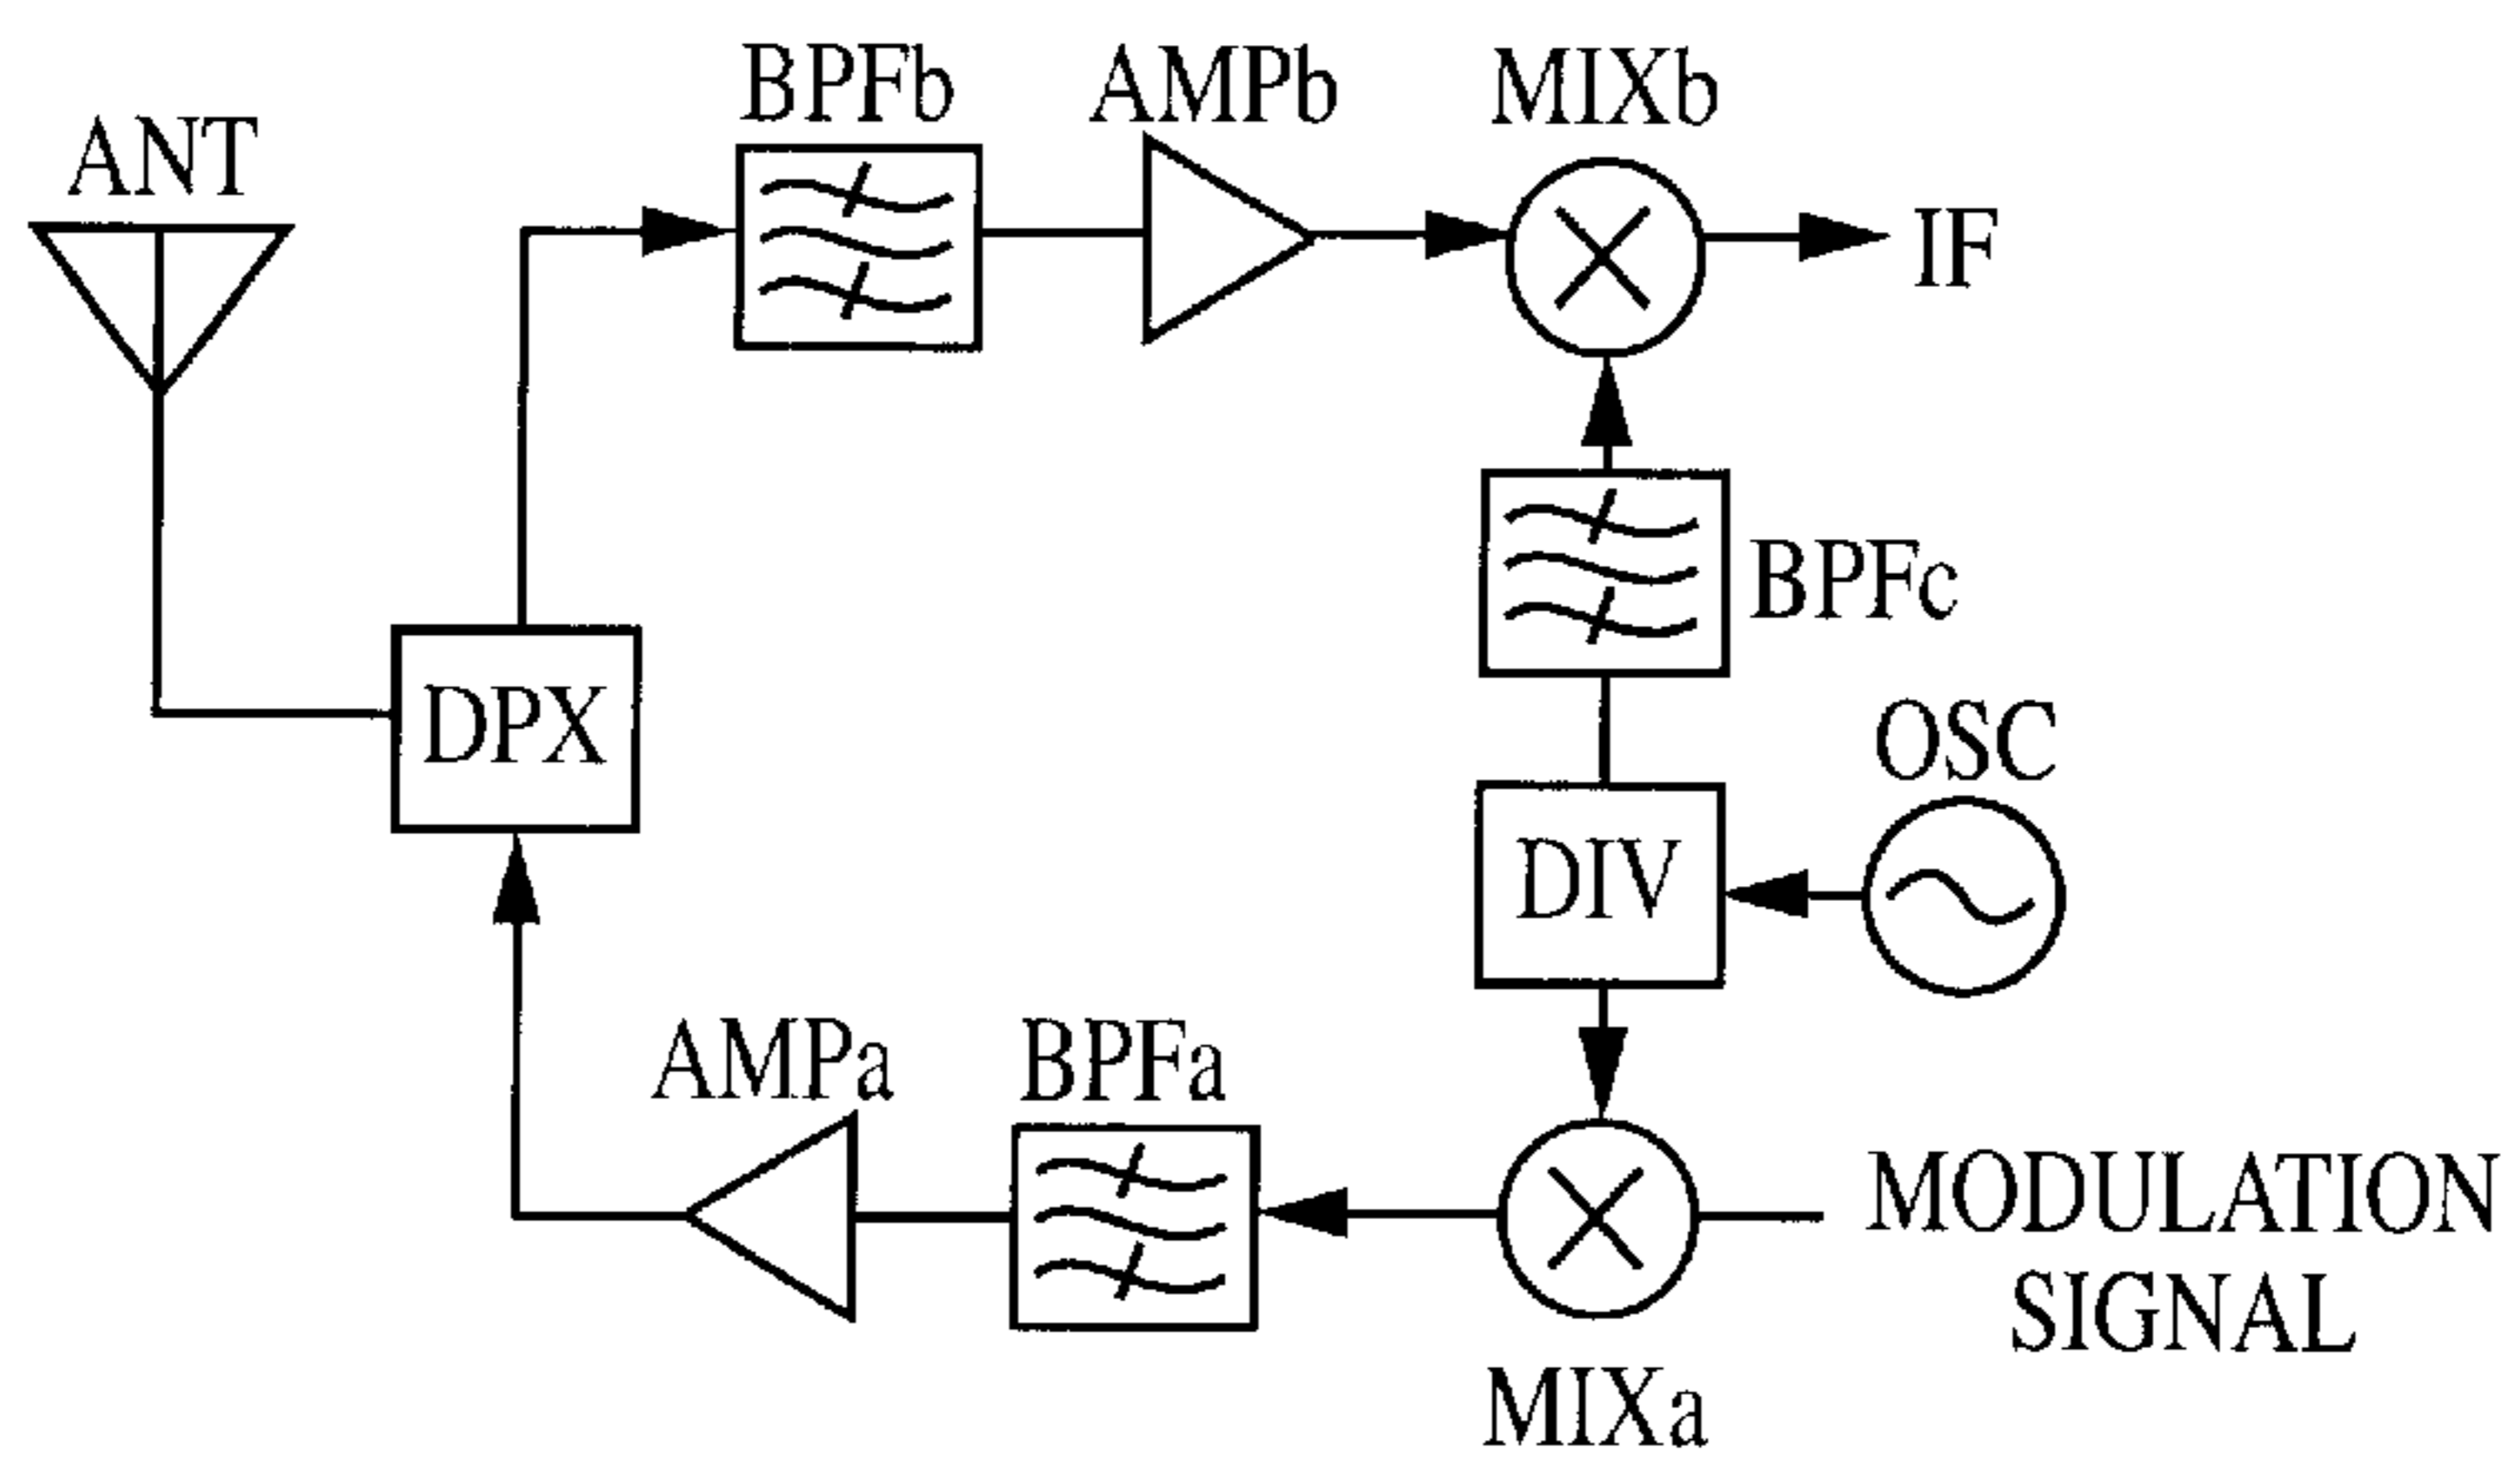 BPFb
AMPb
MIXb
ANT
IF
BPFc
DPX
OSC
DIV
AMPa
BPFa
MODULATION
SIGNAL
MIXa